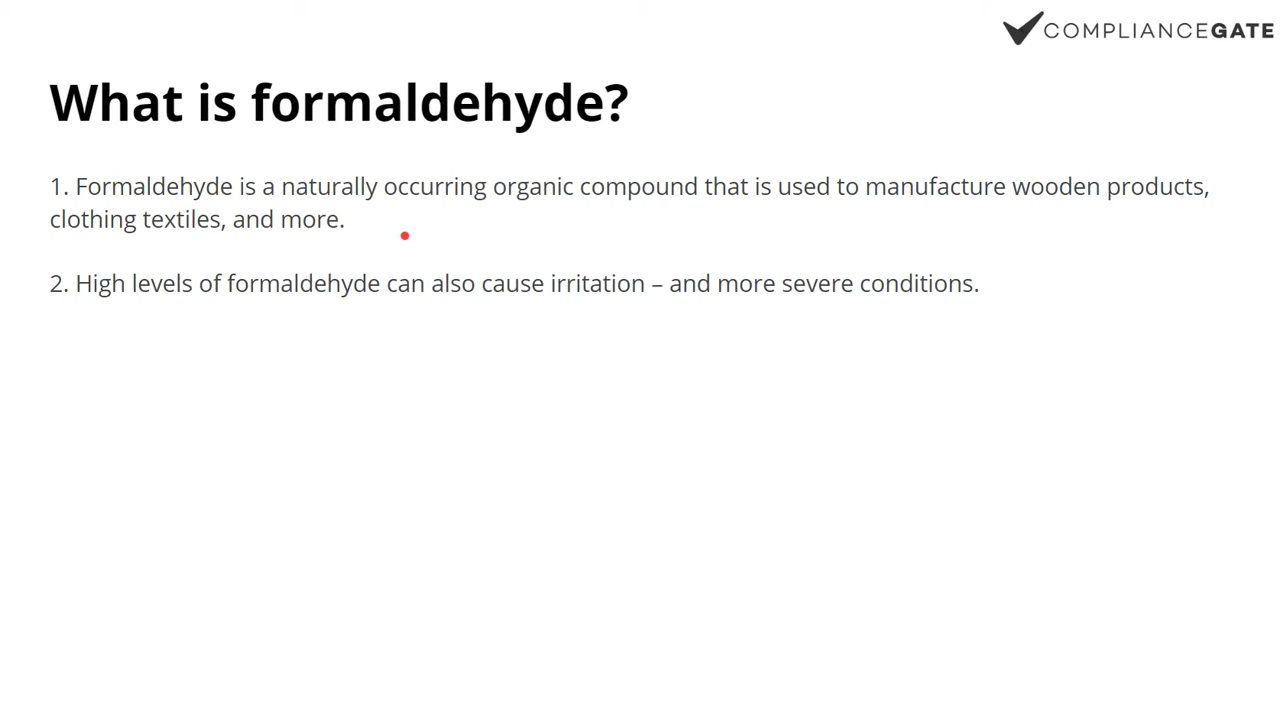 COMPLIANCEGATE
What is formaldehyde?
1. Formaldehyde is a naturally occurring organic compound that is used to manufacture wooden products,
clothing textiles, and more.
2. High levels of formaldehyde can also cause irritation – and more severe conditions.